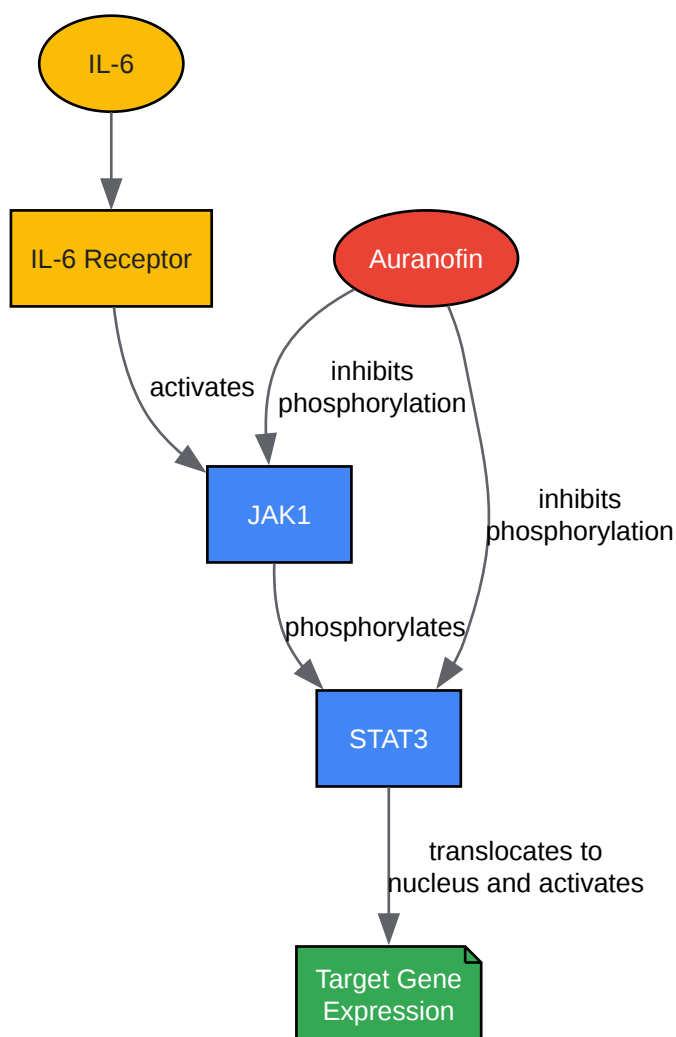 IL-6
IL-6 Receptor
Auranofin
activates
inhibits
phosphorylation
JAK1
inhibits
phosphorylation
phosphorylates
STAT3
translocates to
nucleus and activates
Target Gene
Expression